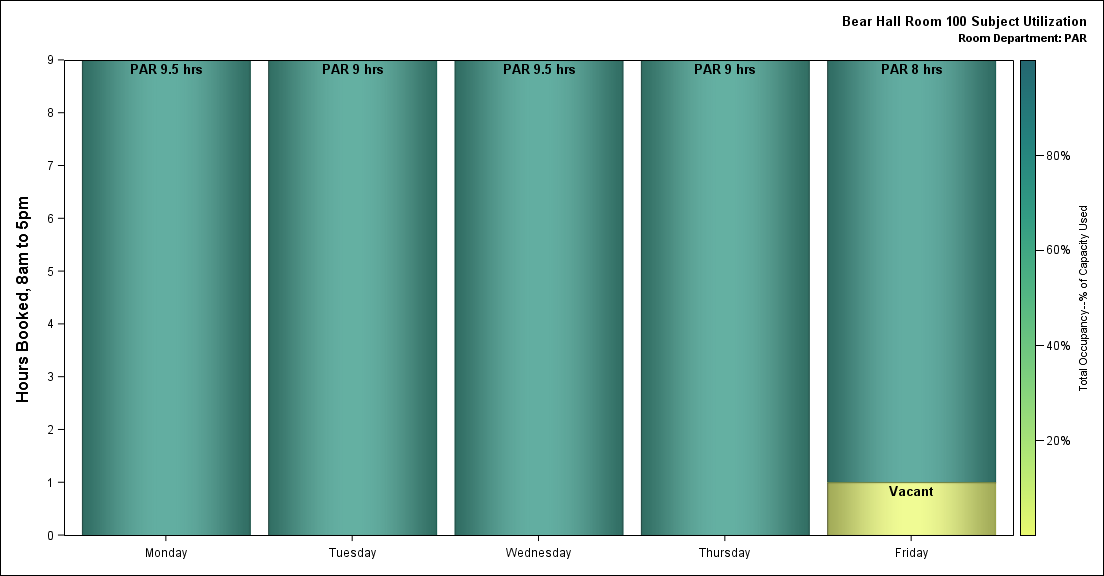 Bear Hall Room 100 Subject Utilization
Room Department: PAR
Hours Booked, 8am to 5pm
9
8
7
6
5
4
3
2
1
0
PAR 9.5 hrs
PAR 9 hrs
PAR 9.5 hrs
PAR 9 hrs
PAR 8 hrs
Vacant
Monday
Tuesday
Wednesday
Thursday
Friday
80%
60%
40%
20%
Total Occupancy--% of Capacity Used